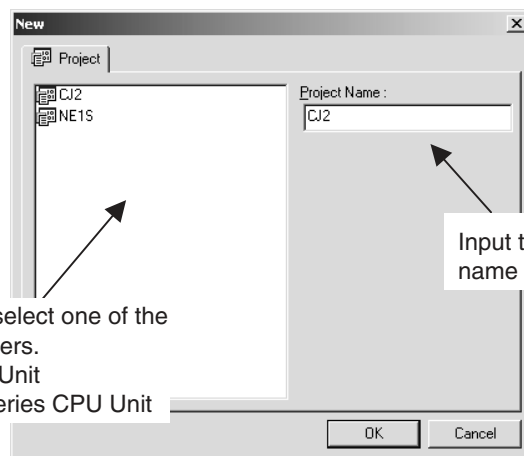 New
Project
CJ2
NE1S
Project Name :
CJ2
Input t
name
select one of the
ers.
Unit
eries CPU Unit
OK
Cancel